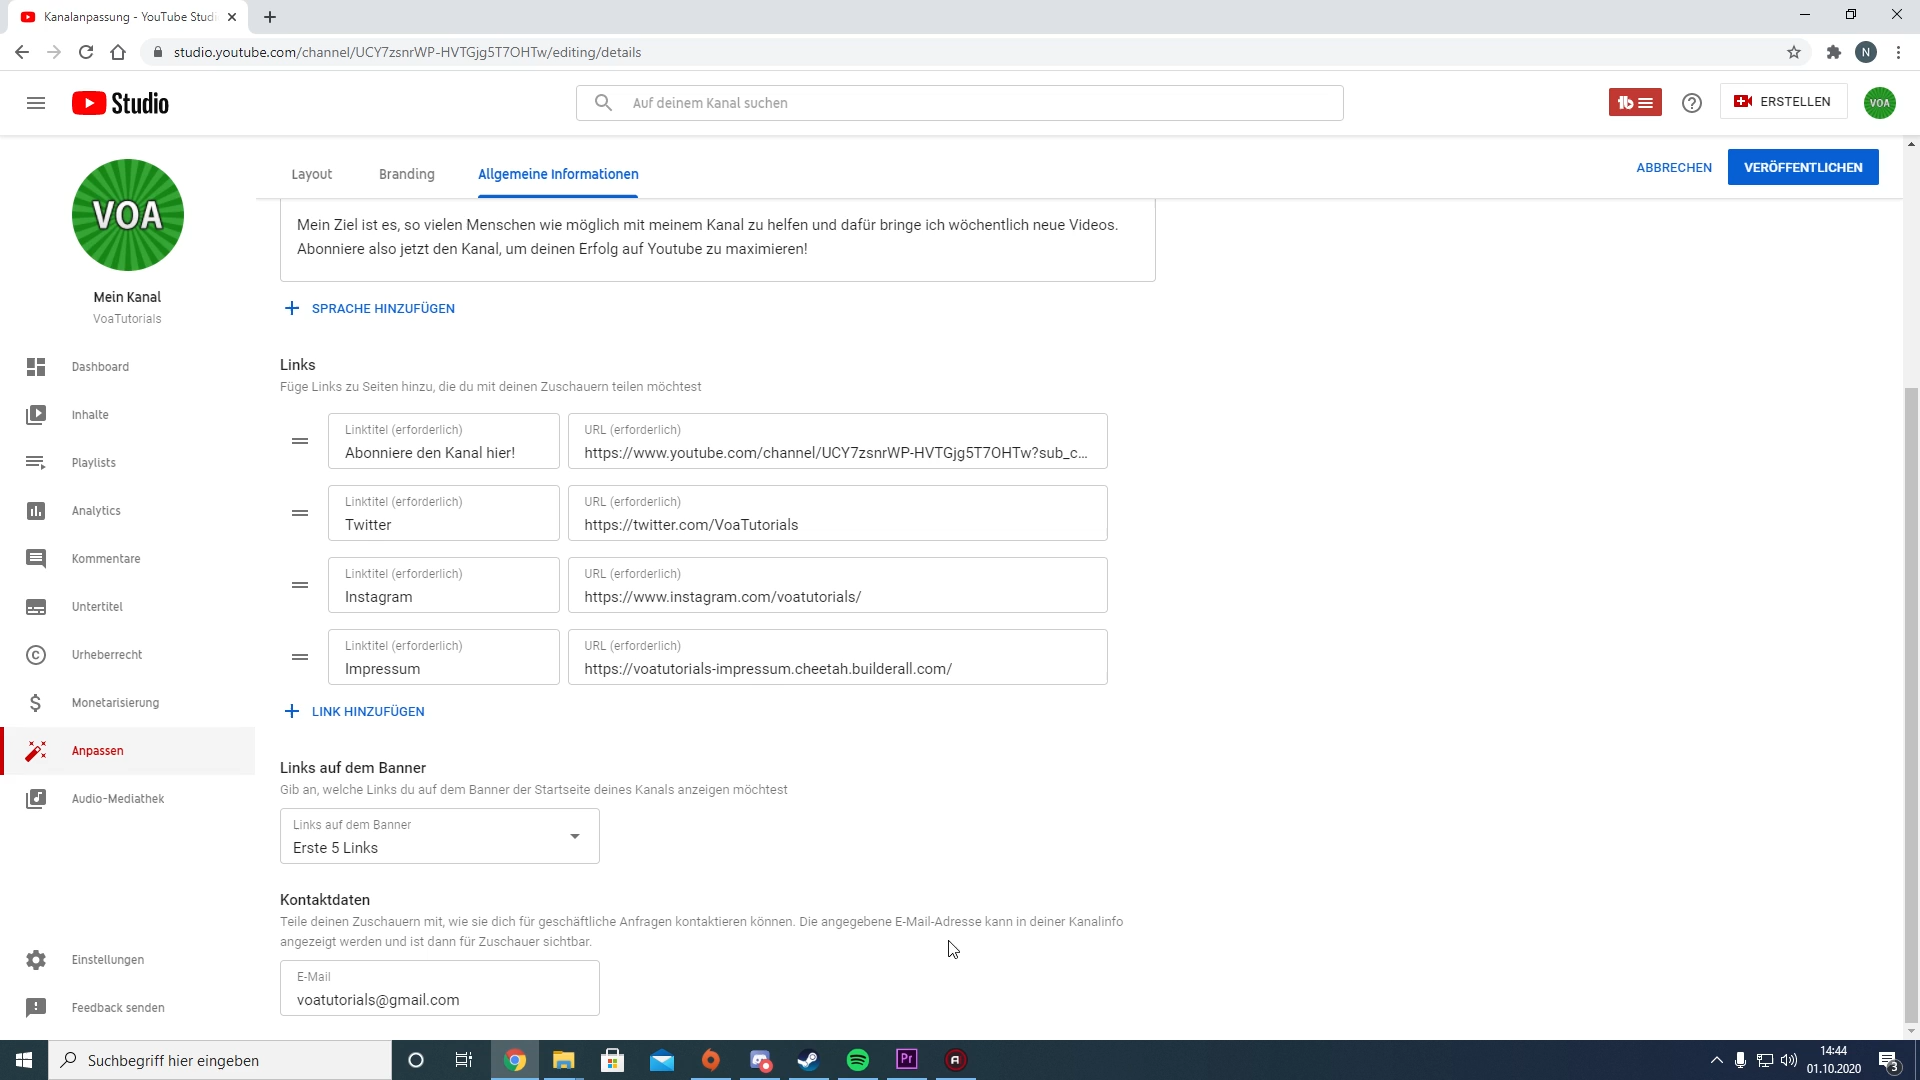 Kanalanpassung - YouTube Studi
studio.youtube.com/channel/UCY7zsnrWP-HVTGjg5T7OHTw/editing/details
N
Studio
Auf deinem Kanal suchen
ERSTELLEN
VOA
VOA
Mein Kanal
VoaTutorials
Dashboard
Inhalte
Playlists
Analytics
Kommentare
Untertitel
Urheberrecht
Monetarisierung
Anpassen
Audio-Mediathek
Einstellungen
Feedback senden
Layout
Branding
Allgemeine Informationen
ABBRECHEN
VERÖFFENTLICHEN
Mein Ziel ist es, so vielen Menschen wie möglich mit meinem Kanal zu helfen und dafür bringe ich wöchentlich neue Videos.
Abonniere also jetzt den Kanal, um deinen Erfolg auf Youtube zu maximieren!
SPRACHE HINZUFÜGEN
Links
Füge Links zu Seiten hinzu, die du mit deinen Zuschauern teilen möchtest
Linktitel (erforderlich)
Abonniere den Kanal hier!
URL (erforderlich)
https://www.youtube.com/channel/UCY7zsnrWP-HVTGjg5T7OHTw?sub_c...
Linktitel (erforderlich)
Twitter
URL (erforderlich)
https://twitter.com/VoaTutorials
Linktitel (erforderlich)
Instagram
URL (erforderlich)
https://www.instagram.com/voatutorials/
Linktitel (erforderlich)
Impressum
URL (erforderlich)
https://voatutorials-impressum.cheetah.builderall.com/
LINK HINZUFÜGEN
Links auf dem Banner
Gib an, welche Links du auf dem Banner der Startseite deines Kanals anzeigen möchtest
Links auf dem Banner
Erste 5 Links
Kontaktdaten
Teile deinen Zuschauern mit, wie sie dich für geschäftliche Anfragen kontaktieren können. Die angegebene E-Mail-Adresse kann in deiner Kanalinfo
angezeigt werden und ist dann für Zuschauer sichtbar.
E-Mail
voatutorials@gmail.com
Suchbegriff hier eingeben
Pr
14:44
01.10.2020
3